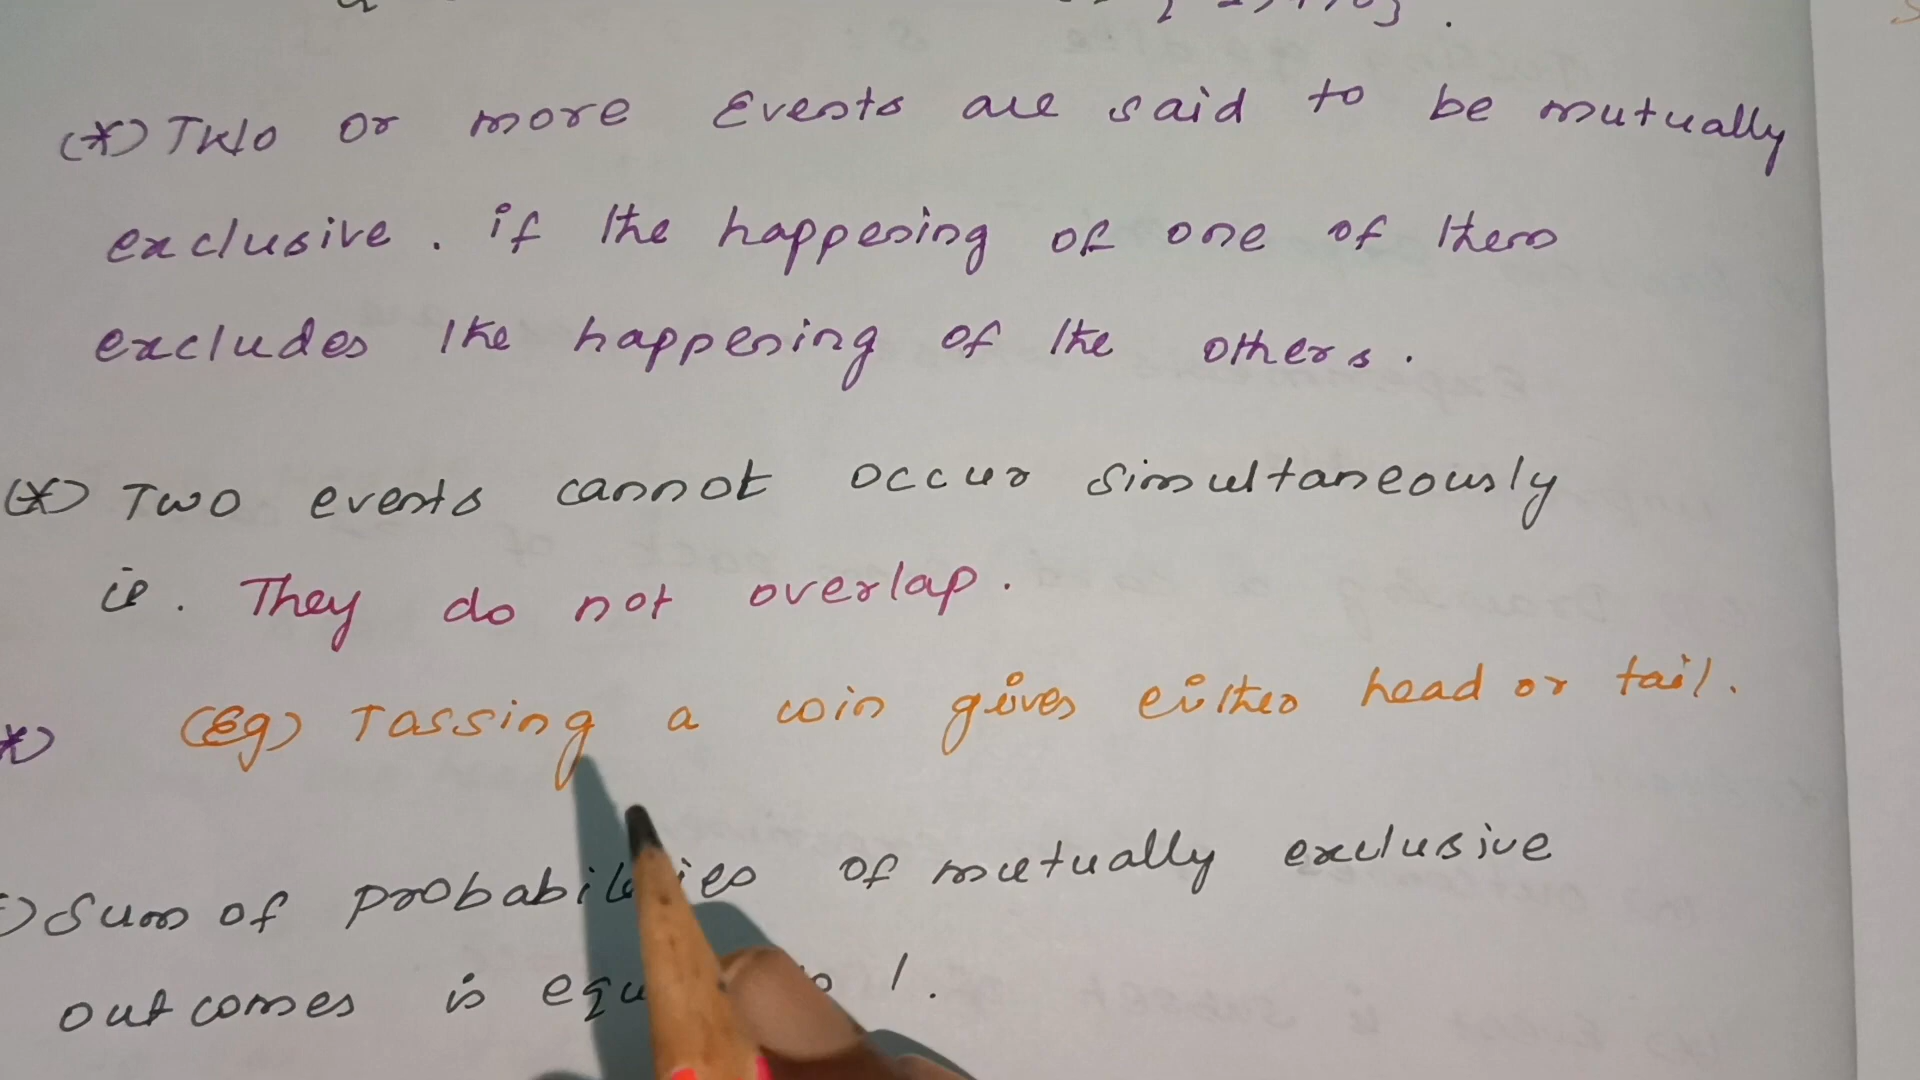 (*) Two or more Events are said to be mutually
exclusive. if the happening of one of them
excludes the happening of the others.
(*) Two events cannot occur simultaneously
ie. They do not overlap.
*) (Eg) Tassing a coin gives either head or tail.
) Sum of of mutually exclusive
outcomes is 1.